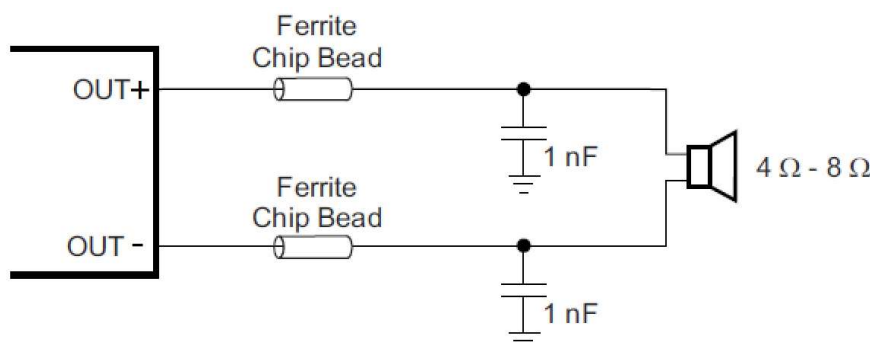 Ferrite
Chip Bead
OUT+
1 nF
4 Ω - 8 Ω
Ferrite
Chip Bead
OUT -
1 nF